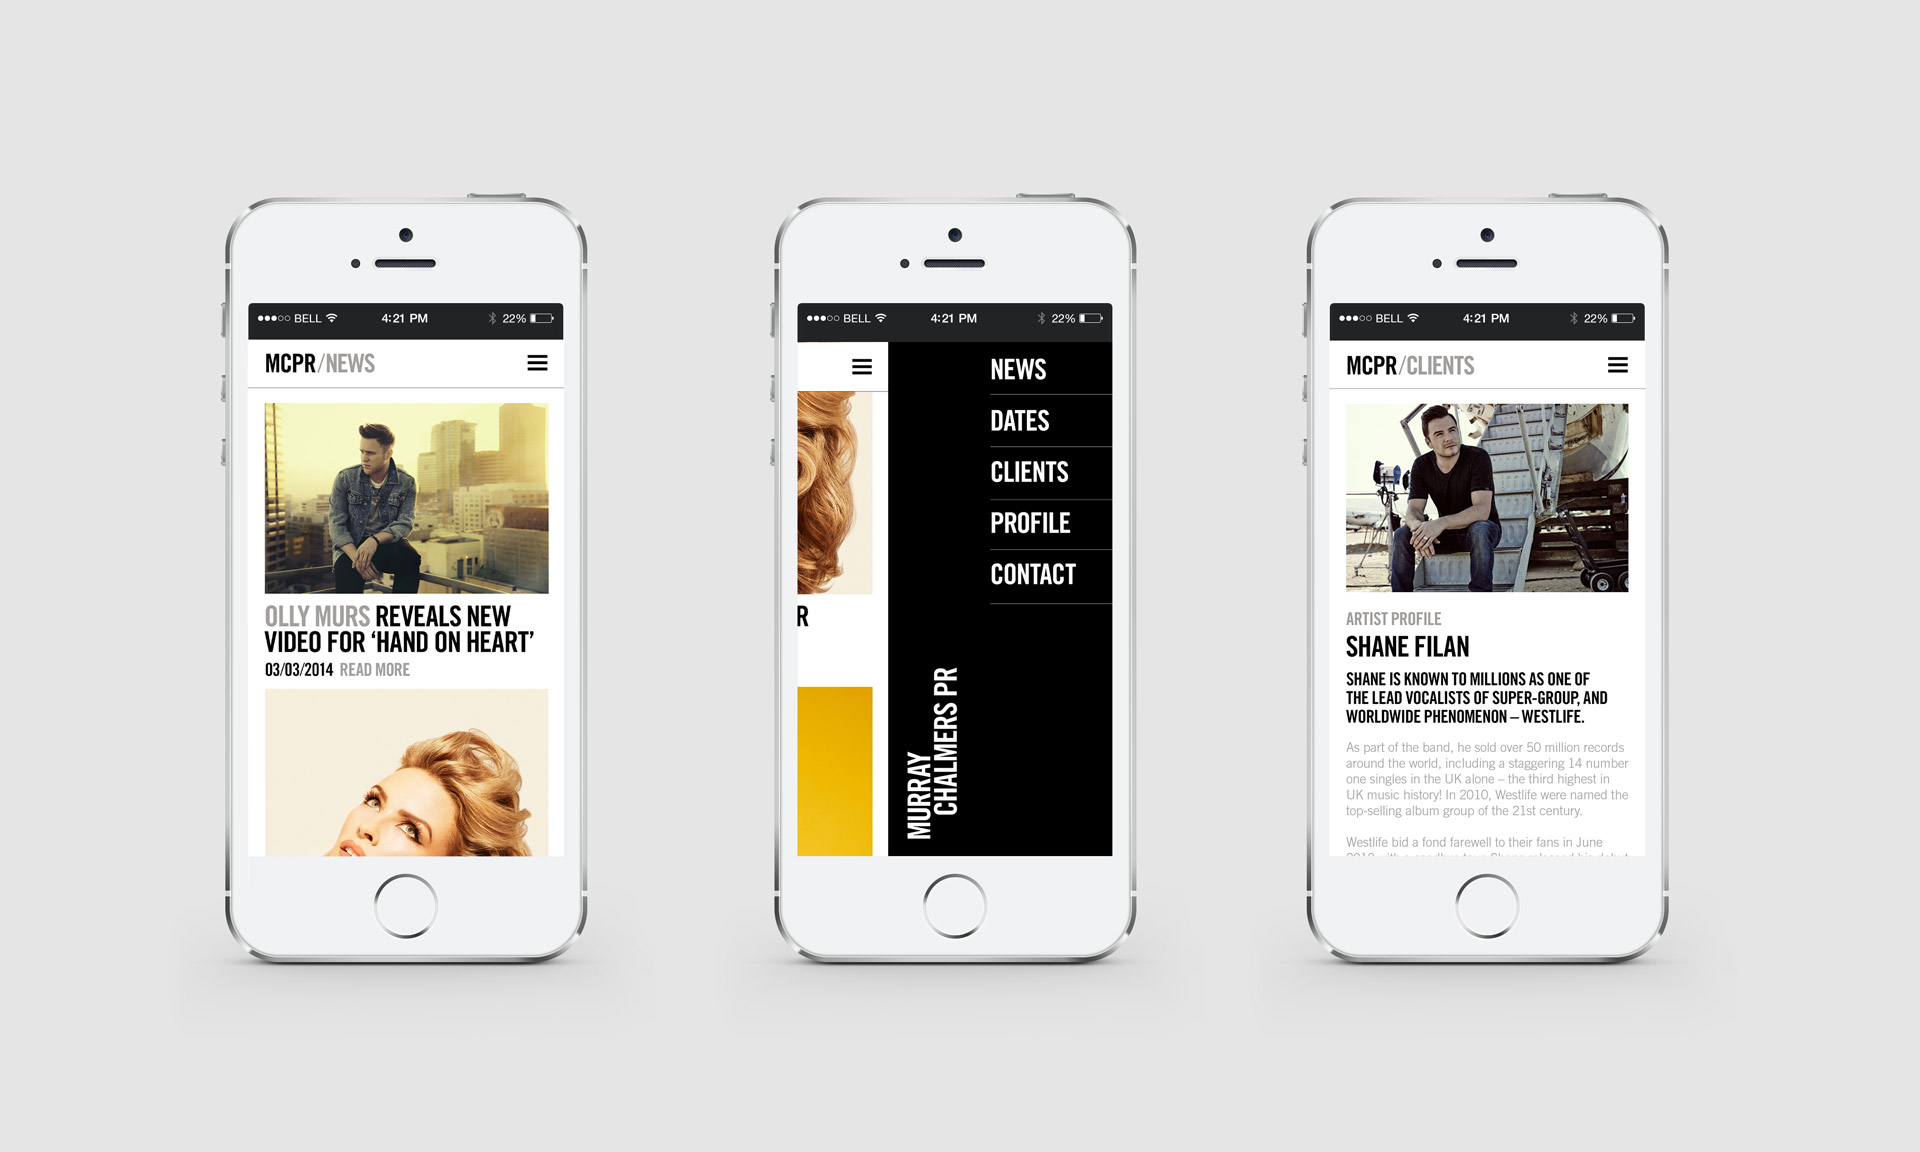 BELL 4:21 PM 22%
MCPR/NEWS
OLLY MURS REVEALS NEW
VIDEO FOR ‘HAND ON HEART’
03/03/2014 READ MORE
BELL 4:21 PM 22%
R
NEWS
DATES
CLIENTS
PROFILE
CONTACT
MURRAY
CHALMERS PR
BELL 4:21 PM 22%
MCPR/CLIENTS
ARTIST PROFILE
SHANE FILAN
SHANE IS KNOWN TO MILLIONS AS ONE OF
THE LEAD VOCALISTS OF SUPER-GROUP, AND
WORLDWIDE PHENOMENON – WESTLIFE.
As part of the band, he sold over 50 million records
around the world, including a staggering 14 number
one singles in the UK alone – the third highest in
UK music history! In 2010, Westlife were named the
top-selling album group of the 21st century.
Westlife bid a fond farewell to their fans in June